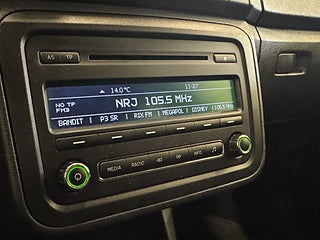 AS TP
14.0°C 11:27
NO TP
FM3
NRJ 105.5 MHz
BANDIT | P3 SR | RIX FM | MEGAPOL | DISNEY | 105.5 MHz
MEDIA RADIO INFO